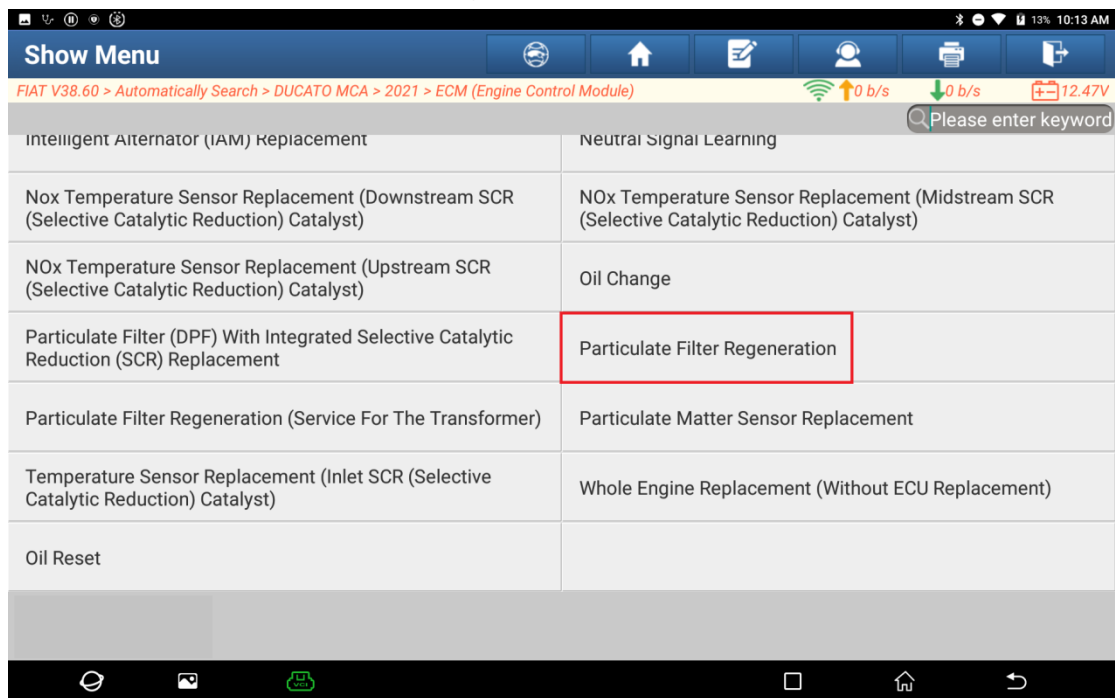 13% 10:13 AM
Show Menu
FIAT V38.60 > Automatically Search > DUCATO MCA > 2021 > ECM (Engine Control Module)
0 b/s
0 b/s
12.47V
Please enter keyword
Intelligent Alternator (IAM) Replacement
Neutral Signal Learning
Nox Temperature Sensor Replacement (Downstream SCR
(Selective Catalytic Reduction) Catalyst)
NOx Temperature Sensor Replacement (Midstream SCR
(Selective Catalytic Reduction) Catalyst)
NOx Temperature Sensor Replacement (Upstream SCR
(Selective Catalytic Reduction) Catalyst)
Oil Change
Particulate Filter (DPF) With Integrated Selective Catalytic
Reduction (SCR) Replacement
Particulate Filter Regeneration
Particulate Filter Regeneration (Service For The Transformer)
Particulate Matter Sensor Replacement
Temperature Sensor Replacement (Inlet SCR (Selective
Catalytic Reduction) Catalyst)
Whole Engine Replacement (Without ECU Replacement)
Oil Reset
VCI